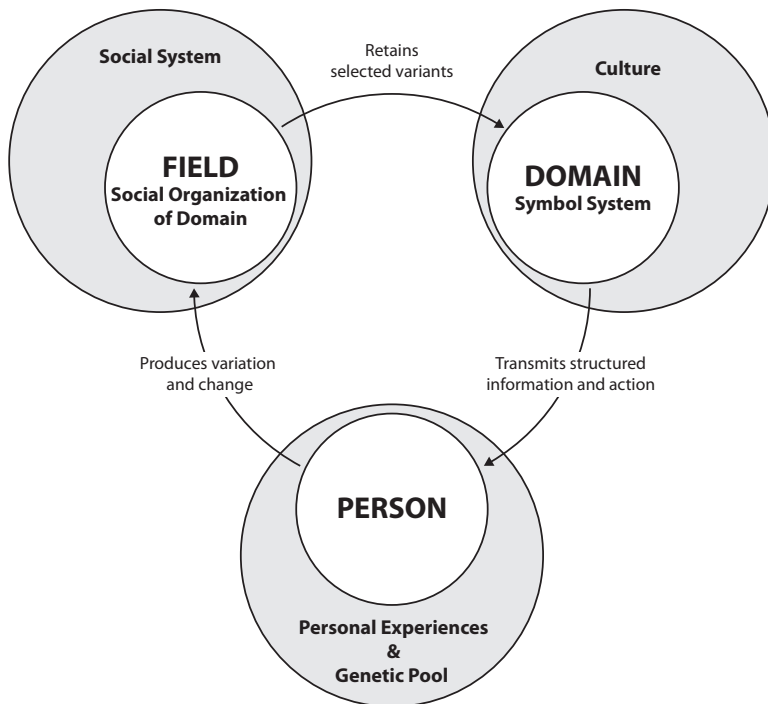 Social System
Retains
selected variants
Culture
FIELD
Social Organization
of Domain
DOMAIN
Symbol System
Produces variation
and change
Transmits structured
information and action
PERSON
Personal Experiences
&
Genetic Pool